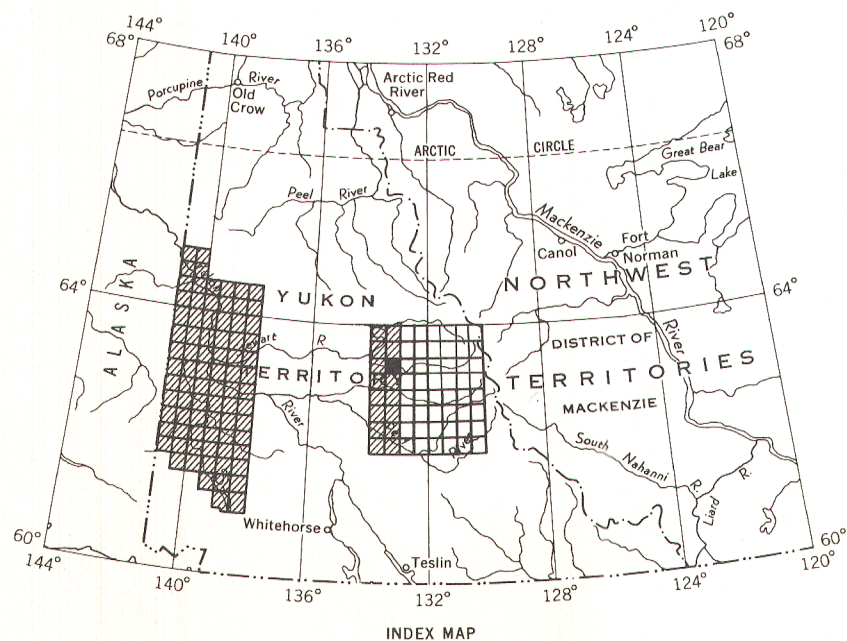 144° 140° 136° 132° 128° 124° 120°
68° 68°
Porcupine River
Old
Crow
Arctic Red
River
ARCTIC CIRCLE
Great Bear
Lake
Peel River
Mackenzie
Canol
Fort
Norman
ALASKA
64° YUKON NORTHWEST 64°
R.
River
DISTRICT OF
TERRITORIES
MACKENZIE
River
River
South Nahanni R.
Liard R.
Whitehorse
Teslin
60° 60°
144° 140° 136° 132° 128° 124° 120°
INDEX MAP